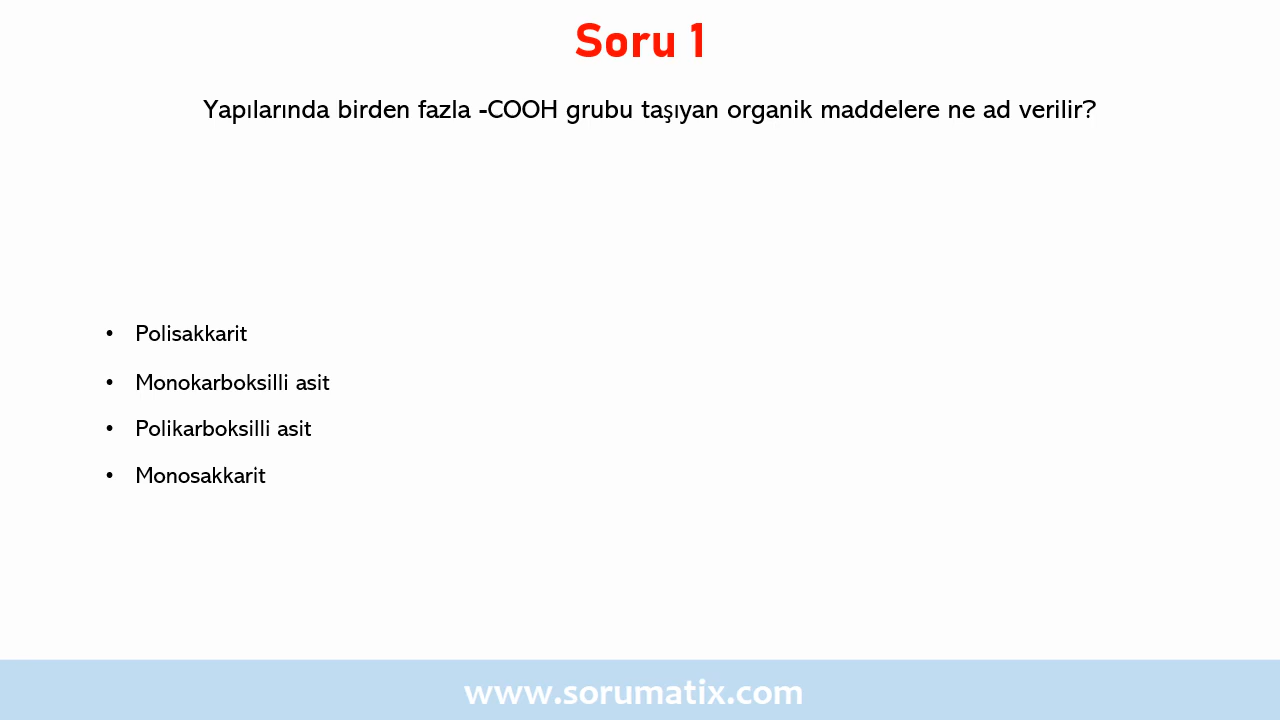 Soru 1
Yapılarında birden fazla -COOH grubu taşıyan organik maddelere ne ad verilir?
• Polisakkarit
• Monokarboksilli asit
• Polikarboksilli asit
• Monosakkarit
www.sorumatix.com